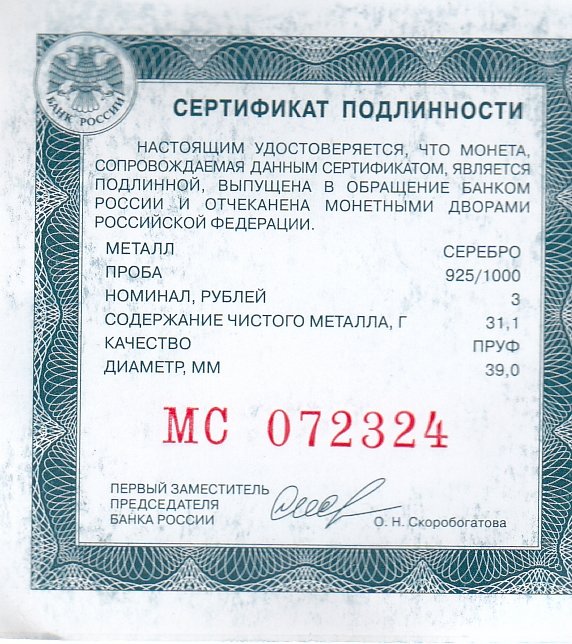 БАНК РОССИИ
СЕРТИФИКАТ ПОДЛИННОСТИ
НАСТОЯЩИМ УДОСТОВЕРЯЕТСЯ, ЧТО МОНЕТА,
СОПРОВОЖДАЕМАЯ ДАННЫМ СЕРТИФИКАТОМ, ЯВЛЯЕТСЯ
ПОДЛИННОЙ, ВЫПУЩЕНА В ОБРАЩЕНИЕ БАНКОМ
РОССИИ И ОТЧЕКАНЕНА МОНЕТНЫМИ ДВОРАМИ
РОССИЙСКОЙ ФЕДЕРАЦИИ.
МЕТАЛЛ СЕРЕБРО
ПРОБА 925/1000
НОМИНАЛ, РУБЛЕЙ 3
СОДЕРЖАНИЕ ЧИСТОГО МЕТАЛЛА, Г 31,1
КАЧЕСТВО ПРУФ
ДИАМЕТР, ММ 39,0
МС 072324
ПЕРВЫЙ ЗАМЕСТИТЕЛЬ
ПРЕДСЕДАТЕЛЯ
БАНКА РОССИИ
О. Н. Скоробогатова